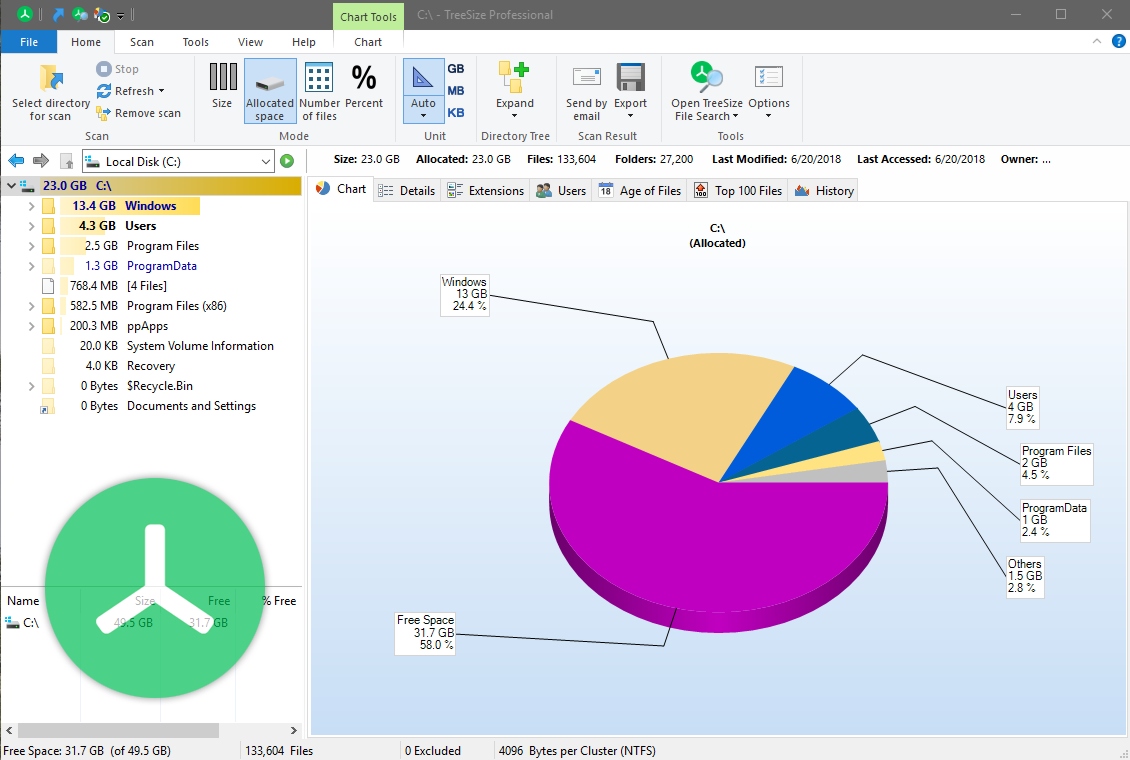 Chart Tools C:\ - TreeSize Professional
File Home Scan Tools View Help Chart
Select directory for scan
Stop
Refresh
Remove scan
Scan
Size
Allocated space
Number of files
Percent
Mode
Auto
GB
MB
KB
Unit
Expand
Directory Tree
Send by email
Export
Scan Result
Open TreeSize File Search
Options
Tools
Local Disk (C:)
Size: 23.0 GB Allocated: 23.0 GB Files: 133,604 Folders: 27,200 Last Modified: 6/20/2018 Last Accessed: 6/20/2018 Owner: ...
23.0 GB C:\
13.4 GB Windows
4.3 GB Users
2.5 GB Program Files
1.3 GB ProgramData
768.4 MB [4 Files]
582.5 MB Program Files (x86)
200.3 MB ppApps
20.0 KB System Volume Information
4.0 KB Recovery
0 Bytes $Recycle.Bin
0 Bytes Documents and Settings
Name Size Free % Free
C:\ 49.5 GB 31.7 GB
Chart Details Extensions Users 18 Age of Files 100 Top 100 Files History
C:\
(Allocated)
Windows
13 GB
24.4 %
Users
4 GB
7.9 %
Program Files
2 GB
4.5 %
ProgramData
1 GB
2.4 %
Others
1.5 GB
2.8 %
Free Space
31.7 GB
58.0 %
Free Space: 31.7 GB (of 49.5 GB) 133,604 Files 0 Excluded 4096 Bytes per Cluster (NTFS)